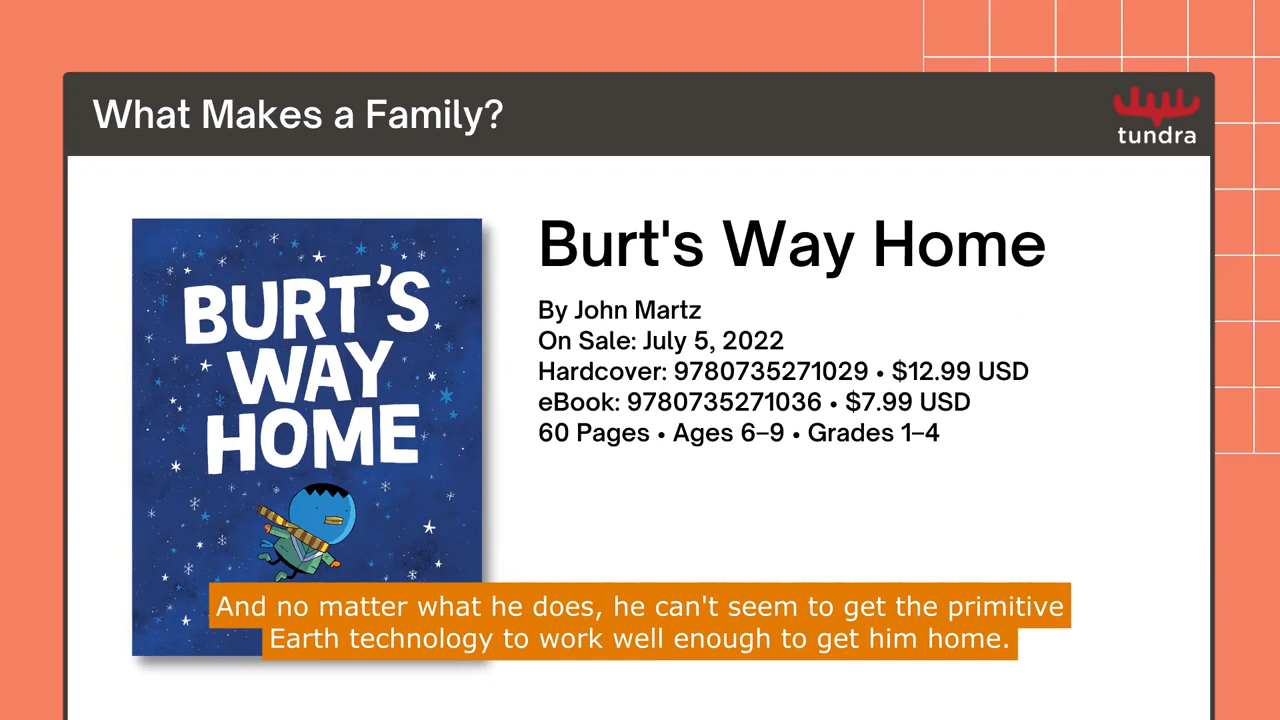 What Makes a Family?
tundra
BURT'S
WAY
HOME
Burt's Way Home
By John Martz
On Sale: July 5, 2022
Hardcover: 9780735271029 • $12.99 USD
eBook: 9780735271036 • $7.99 USD
60 Pages • Ages 6–9 • Grades 1–4
And no matter what he does, he can't seem to get the primitive
Earth technology to work well enough to get him home.